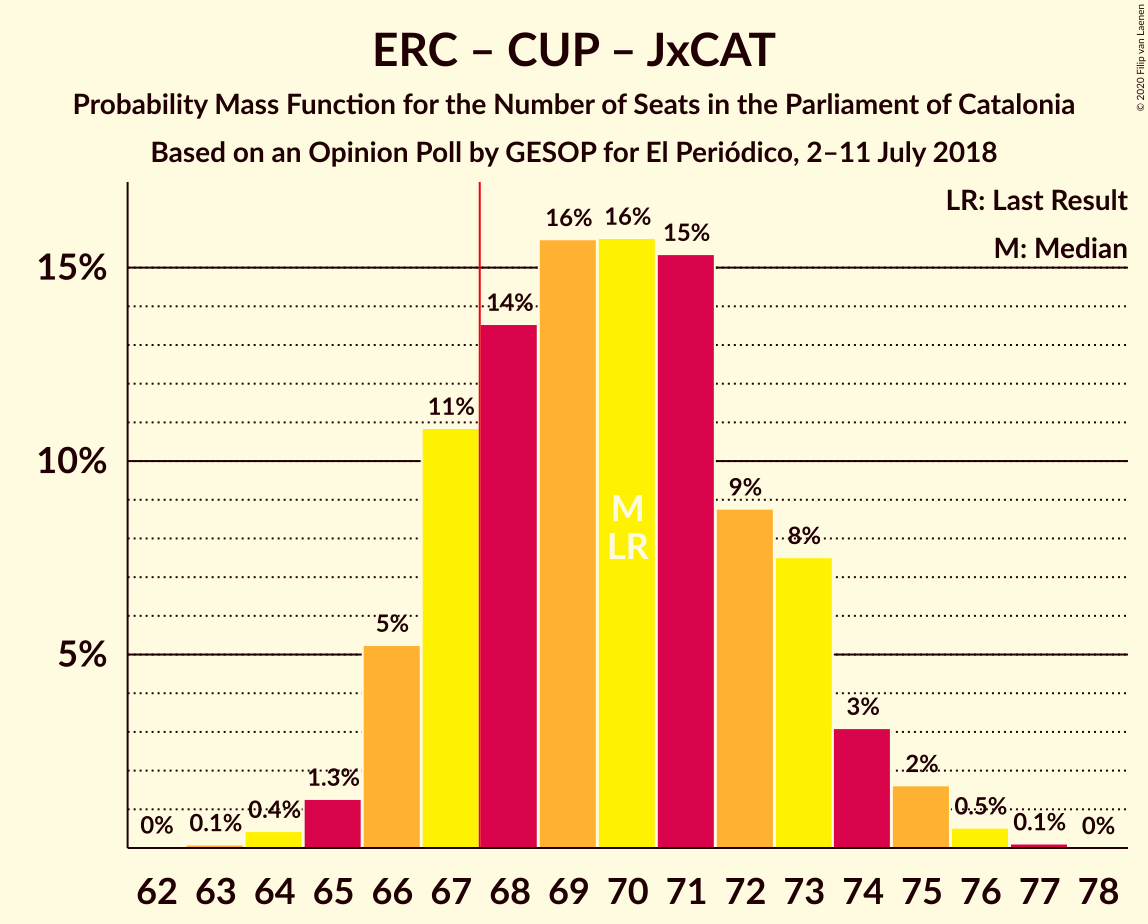 ERC – CUP – JxCAT
Probability Mass Function for the Number of Seats in the Parliament of Catalonia
Based on an Opinion Poll by GESOP for El Periódico, 2–11 July 2018
© 2020 Filip van Laenen
LR: Last Result
M: Median
15%
10%
5%
0%
0.1%
0.4%
1.3%
5%
11%
14%
16%
16%
15%
9%
8%
3%
2%
0.5%
0.1%
0%
M
LR
62 63 64 65 66 67 68 69 70 71 72 73 74 75 76 77 78